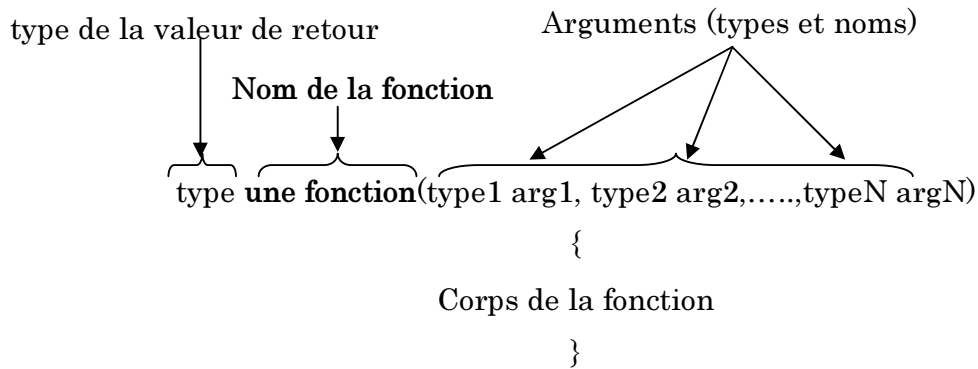 type de la valeur de retour
Arguments (types et noms)
Nom de la fonction
type une fonction(type1 arg1, type2 arg2,…..,typeN argN)
{
Corps de la fonction
}